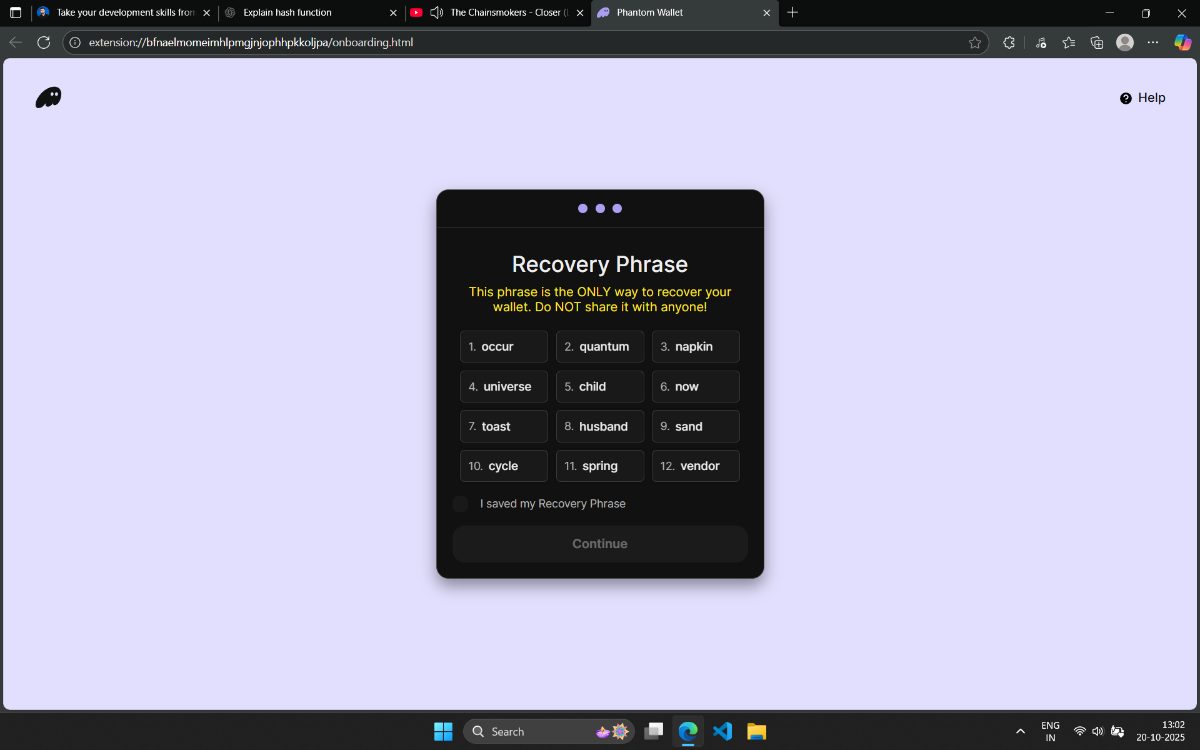 Take your development skills from
Explain hash function
The Chainsmokers - Closer (L
Phantom Wallet
extension://bfnaelmomeimhlpmgjnjophhpkkoljpa/onboarding.html
Help
Recovery Phrase
This phrase is the ONLY way to recover your
wallet. Do NOT share it with anyone!
1. occur 2. quantum 3. napkin
4. universe 5. child 6. now
7. toast 8. husband 9. sand
10. cycle 11. spring 12. vendor
I saved my Recovery Phrase
Continue
Search
ENG
IN
13:02
20-10-2025